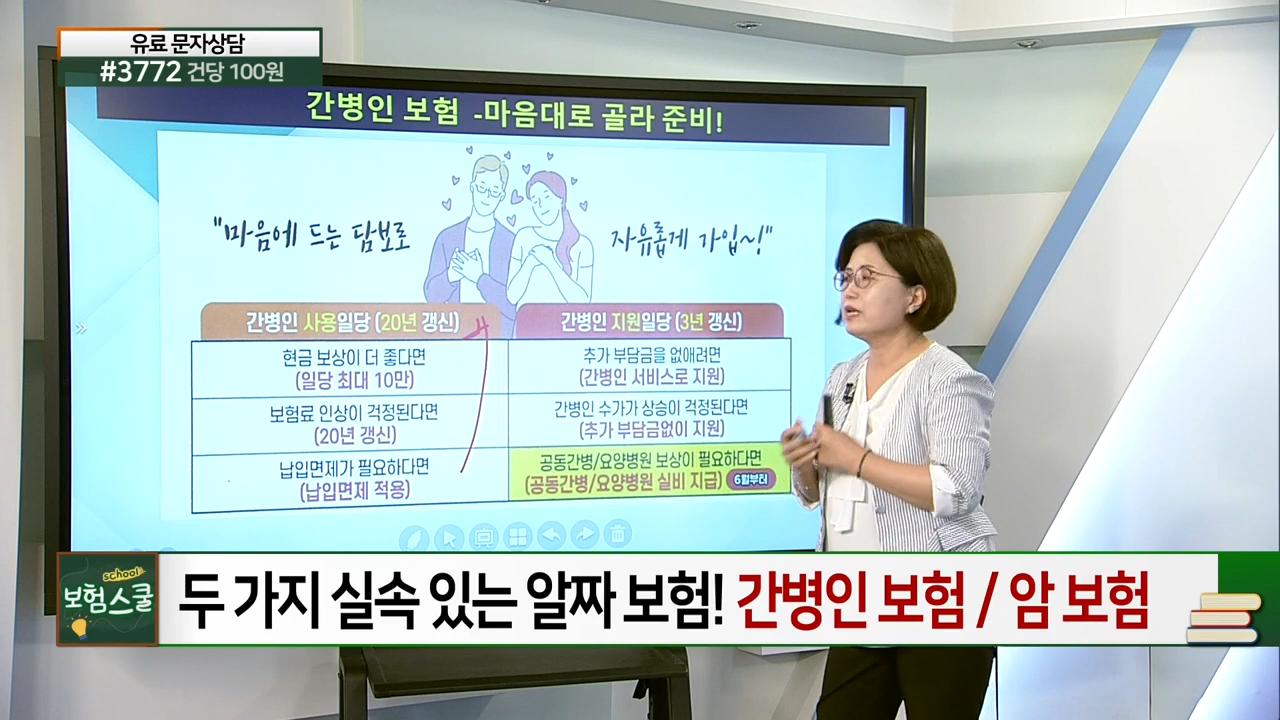 유료 문자상담
#3772 건당 100원
간병인 보험 -마음대로 골라 준비!
"마음에 드는 담보로
자유롭게 가입~!"
간병인 사용일당 (20년 갱신)
간병인 지원일당 (3년 갱신)
현금 보상이 더 좋다면
(일당 최대 10만)
추가 부담금을 없애려면
(간병인 서비스로 지원)
보험료 인상이 걱정된다면
(20년 갱신)
간병인 수가가 상승이 걱정된다면
(추가 부담금없이 지원)
납입면제가 필요하다면
(납입면제 적용)
공동간병/요양병원 보상이 필요하다면
(공동간병/요양병원 실비 지급) 6월부터
school
보험스쿨
두 가지 실속 있는 알짜 보험! 간병인 보험 / 암 보험